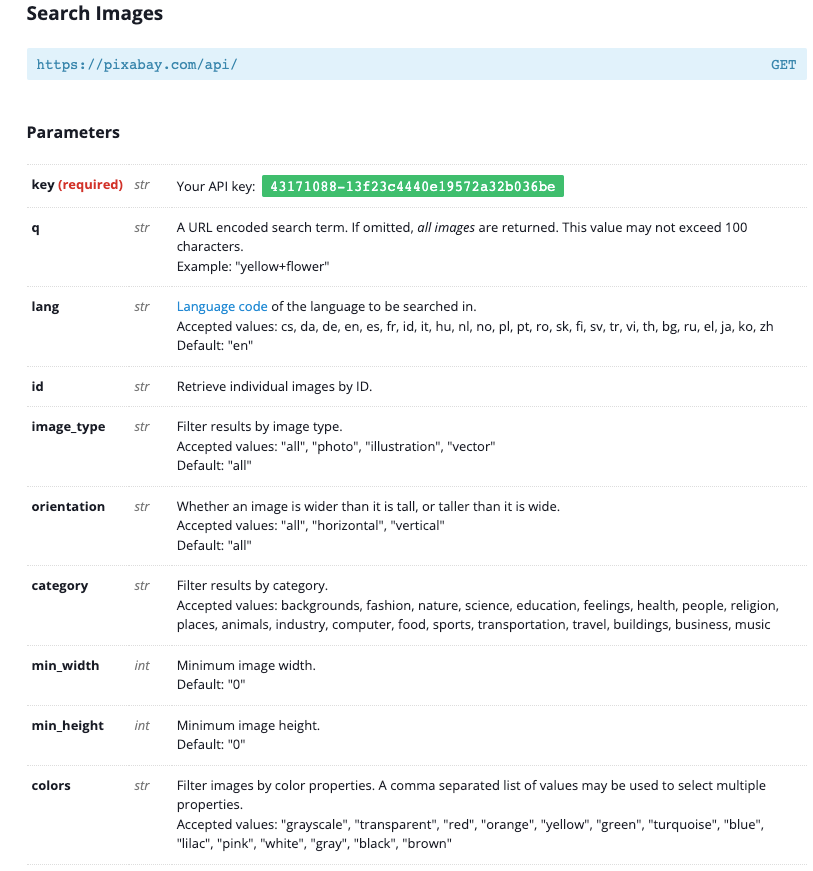 Search Images
https://pixabay.com/api/ GET
Parameters
key (required) str Your API key: 43171088-13f23c4440e19572a32b036be
q str A URL encoded search term. If omitted, all images are returned. This value may not exceed 100
characters.
Example: "yellow+flower"
lang str Language code of the language to be searched in.
Accepted values: cs, da, de, en, es, fr, id, it, hu, nl, no, pl, pt, ro, sk, fi, sv, tr, vi, th, bg, ru, el, ja, ko, zh
Default: "en"
id str Retrieve individual images by ID.
image_type str Filter results by image type.
Accepted values: "all", "photo", "illustration", "vector"
Default: "all"
orientation str Whether an image is wider than it is tall, or taller than it is wide.
Accepted values: "all", "horizontal", "vertical"
Default: "all"
category str Filter results by category.
Accepted values: backgrounds, fashion, nature, science, education, feelings, health, people, religion,
places, animals, industry, computer, food, sports, transportation, travel, buildings, business, music
min_width int Minimum image width.
Default: "0"
min_height int Minimum image height.
Default: "0"
colors str Filter images by color properties. A comma separated list of values may be used to select multiple
properties.
Accepted values: "grayscale", "transparent", "red", "orange", "yellow", "green", "turquoise", "blue",
"lilac", "pink", "white", "gray", "black", "brown"